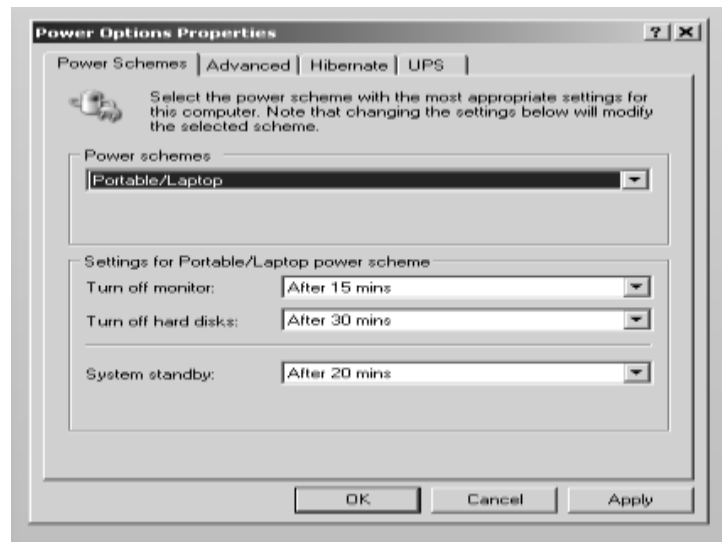 Power Options Properties
Power Schemes Advanced Hibernate UPS
Select the power scheme with the most appropriate settings for
this computer. Note that changing the settings below will modify
the selected scheme.
Power schemes
Portable/Laptop
Settings for Portable/Laptop power scheme
Turn off monitor: After 15 mins
Turn off hard disks: After 30 mins
System standby: After 20 mins
OK Cancel Apply